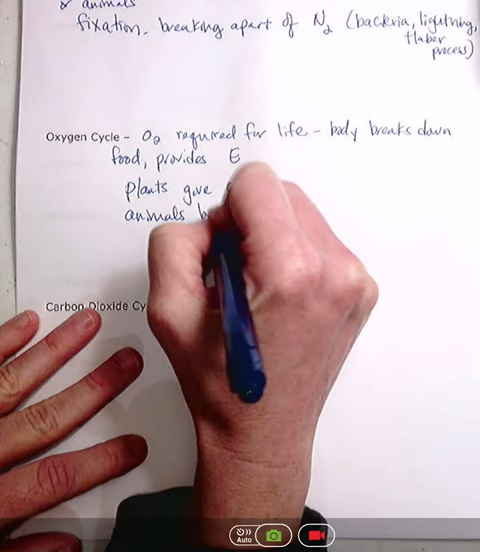 & animals
fixation - breaking apart of N₂ (bacteria, lightning,
Haber
process)
Oxygen Cycle - O₂ required for life - body breaks down
food, provides E
plants give
animals b
Carbon Dioxide Cy
Auto